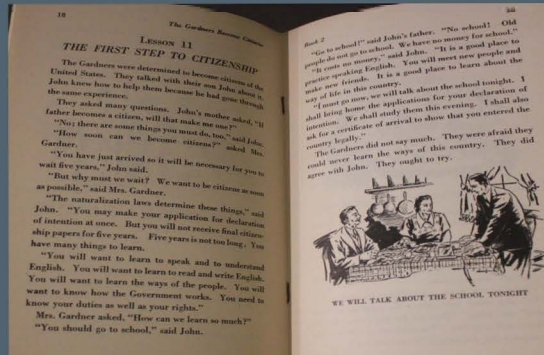 18
The Gardners Become Citizens
LESSON 11
THE FIRST STEP TO CITIZENSHIP
The Gardners were determined to become citizens of the
United States. They talked with their son John about it.
John knew how to help them because he had gone through
the same experience.
They asked many questions. John's mother asked, "If
father becomes a citizen, will that make me one?"
"No; there are some things you must do, too," said John.
"How soon can we become citizens?" asked Mrs.
Gardner.
"You have just arrived so it will be necessary for you to
wait five years," John said.
"But why must we wait? We want to be citizens as soon
as possible," said Mrs. Gardner.
"The naturalization laws determine these things," said
John. "You may make your application for declaration
of intention at once. But you will not receive final citizen-
ship papers for five years. Five years is not too long. You
have many things to learn.
"You will want to learn to speak and to understand
English. You will want to learn to read and write English.
You will want to learn the ways of the people. You will
want to know how the Government works. You need to
know your duties as well as your rights."
Mrs. Gardner asked, "How can we learn so much?"
"You should go to school," said John.
Book 2
"Go to school!" said John's father. "No school! Old
people do not go to school. We have no money for school."
"It costs no money," said John. "It is a good place to
practice speaking English. You will meet new people and
make new friends. It is a good place to learn about the
way of life in this country.
"I must go now, we will talk about the school tonight. I
shall bring home the applications for your declaration of
intention. We shall study them this evening. I shall also
ask for a certificate of arrival to show that you entered the
country legally."
The Gardners did not say much. They were afraid they
could never learn the ways of this country. They did
agree with John. They ought to try.
WE WILL TALK ABOUT THE SCHOOL TONIGHT